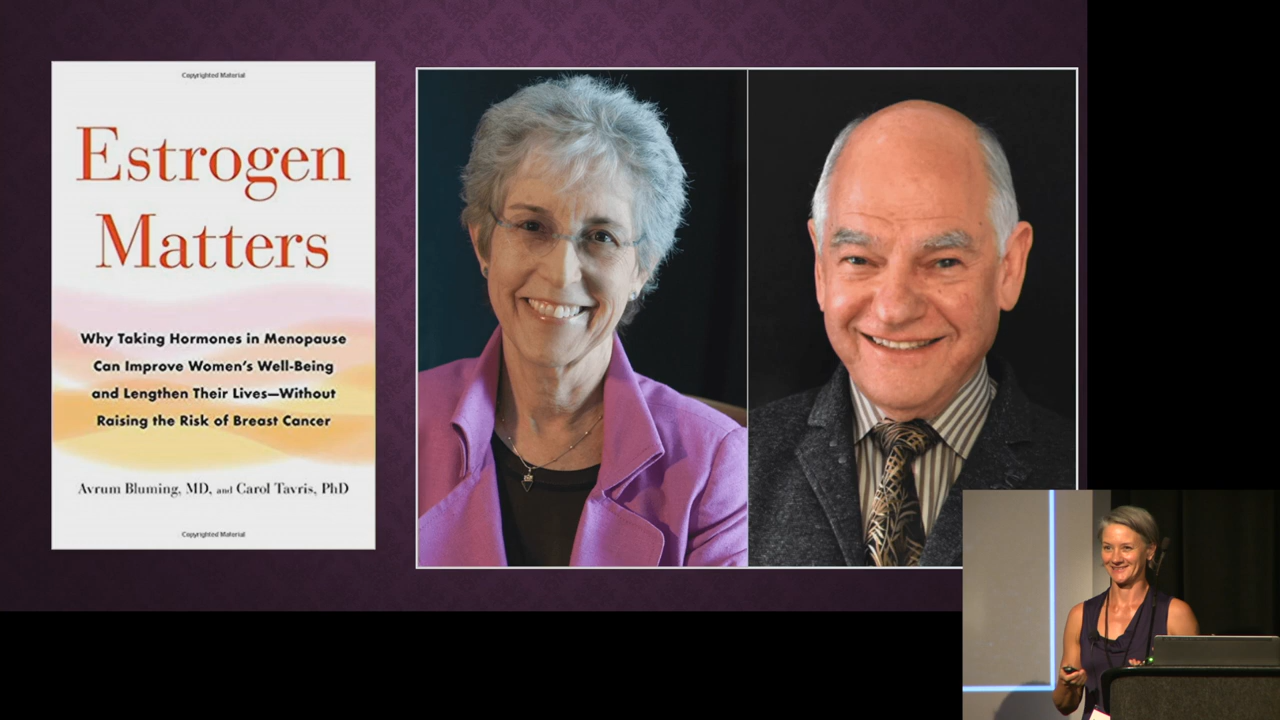 Copyrighted Material
Estrogen
Matters
Why Taking Hormones in Menopause
Can Improve Women's Well-Being
and Lengthen Their Lives—Without
Raising the Risk of Breast Cancer
Avrum Bluming, MD, and Carol Tavris, PhD
Copyrighted Material